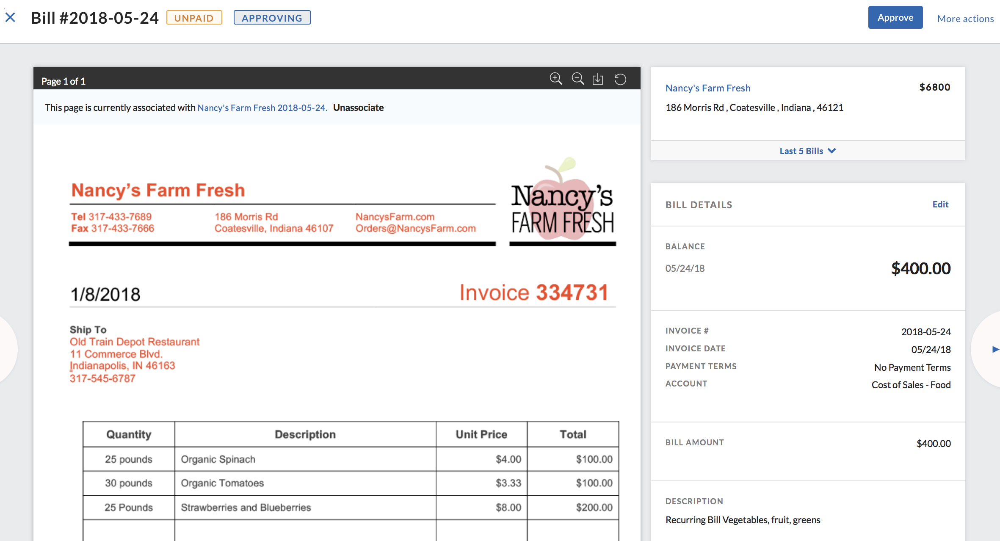 Bill #2018-05-24 UNPAID APPROVING Approve More actions
Page 1 of 1
This page is currently associated with Nancy's Farm Fresh 2018-05-24. Unassociate
Nancy’s Farm Fresh
Tel 317-433-7689 186 Morris Rd NancysFarm.com
Fax 317-433-7666 Coatesville, Indiana 46107 Orders@NancysFarm.com
Nancy’s
FARM FRESH
1/8/2018 Invoice 334731
Ship To
Old Train Depot Restaurant
11 Commerce Blvd.
Indianapolis, IN 46163
317-545-6787
Quantity Description Unit Price Total
25 pounds Organic Spinach $4.00 $100.00
30 pounds Organic Tomatoes $3.33 $100.00
25 Pounds Strawberries and Blueberries $8.00 $200.00
Nancy's Farm Fresh $6800
186 Morris Rd , Coatesville , Indiana , 46121
Last 5 Bills
BILL DETAILS Edit
BALANCE
05/24/18 $400.00
INVOICE # 2018-05-24
INVOICE DATE 05/24/18
PAYMENT TERMS No Payment Terms
ACCOUNT Cost of Sales - Food
BILL AMOUNT $400.00
DESCRIPTION
Recurring Bill Vegetables, fruit, greens